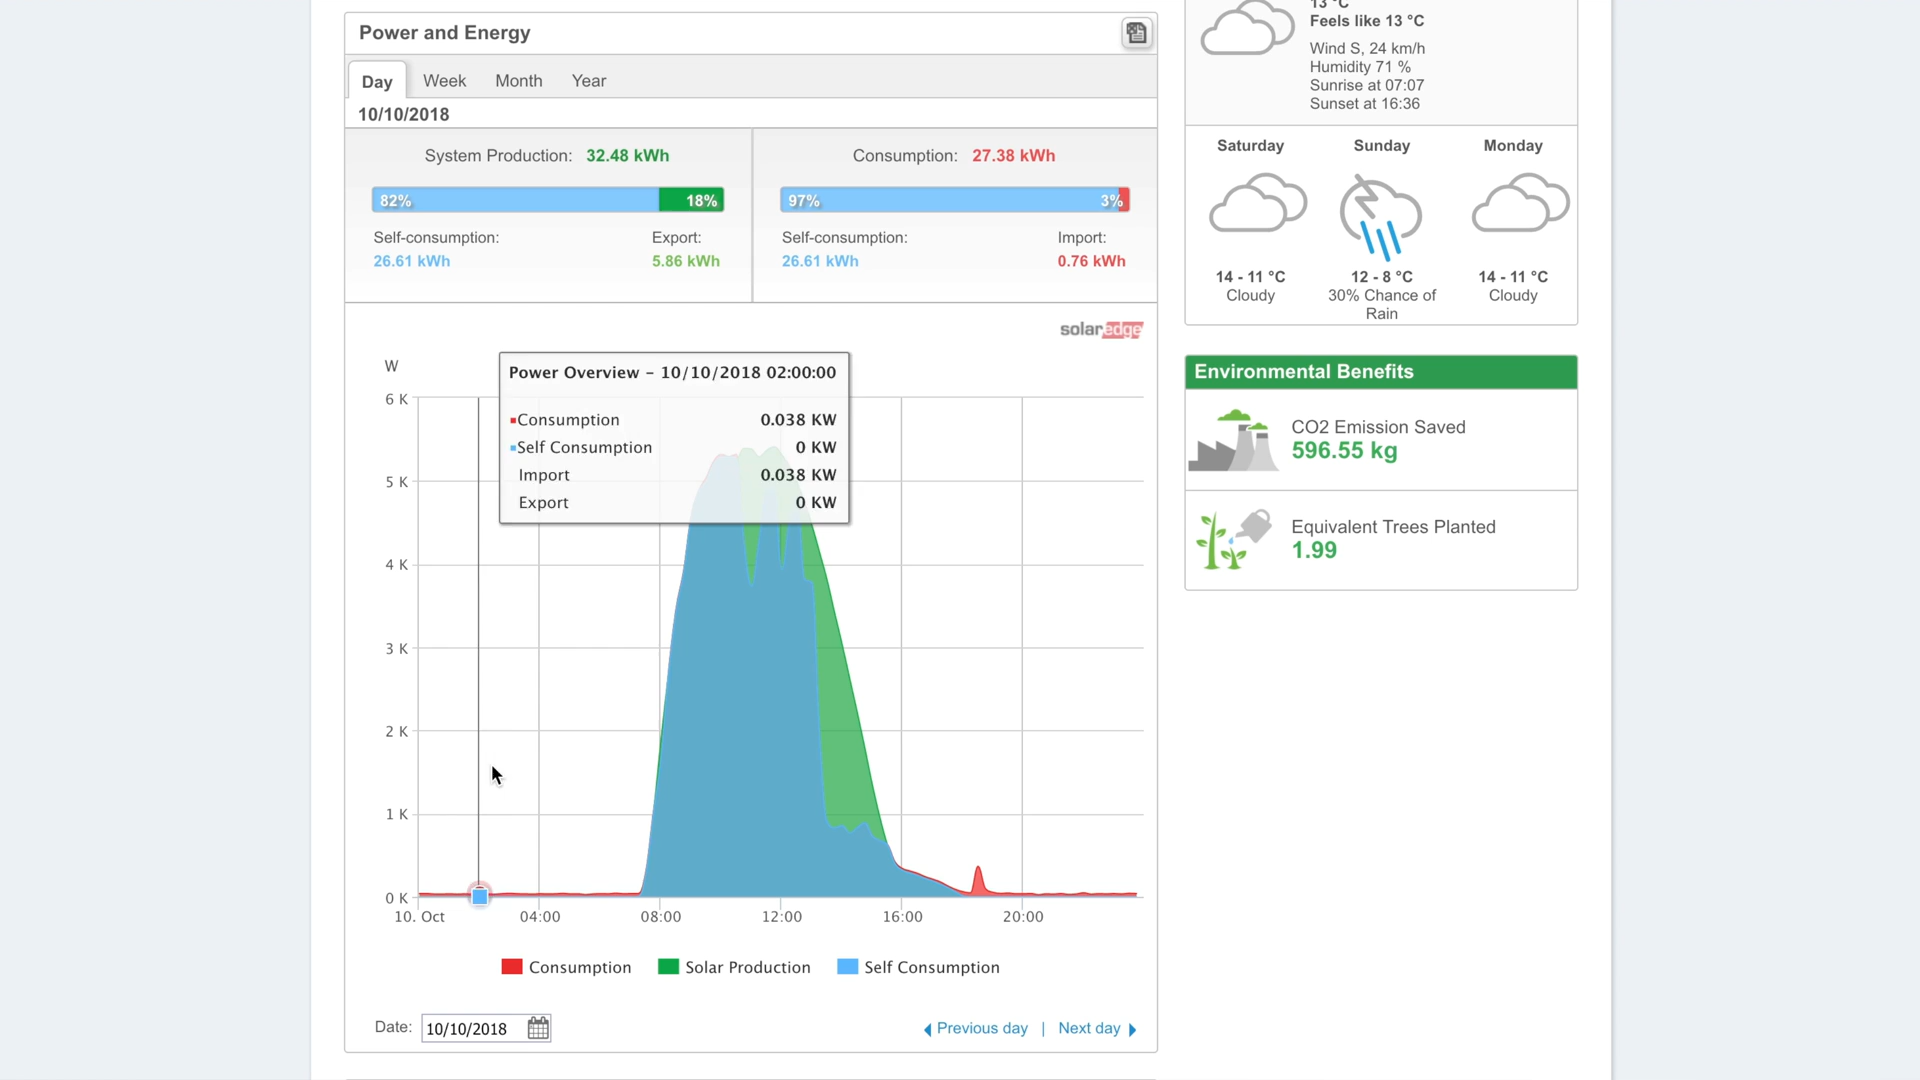 Power and Energy
Day Week Month Year
10/10/2018
System Production: 32.48 kWh
82% 18%
Self-consumption: Export:
26.61 kWh 5.86 kWh
Consumption: 27.38 kWh
97% 3%
Self-consumption: Import:
26.61 kWh 0.76 kWh
solaredge
W
Power Overview – 10/10/2018 02:00:00
Consumption 0.038 KW
Self Consumption 0 KW
Import 0.038 KW
Export 0 KW
6 K
5 K
4 K
3 K
2 K
1 K
0 K
10. Oct 04:00 08:00 12:00 16:00 20:00
Consumption Solar Production Self Consumption
Date: 10/10/2018
Previous day | Next day
13 °C
Feels like 13 °C
Wind S, 24 km/h
Humidity 71 %
Sunrise at 07:07
Sunset at 16:36
Saturday Sunday Monday
14 - 11 °C 12 - 8 °C 14 - 11 °C
Cloudy 30% Chance of Cloudy
Rain
Environmental Benefits
CO2 Emission Saved
596.55 kg
Equivalent Trees Planted
1.99